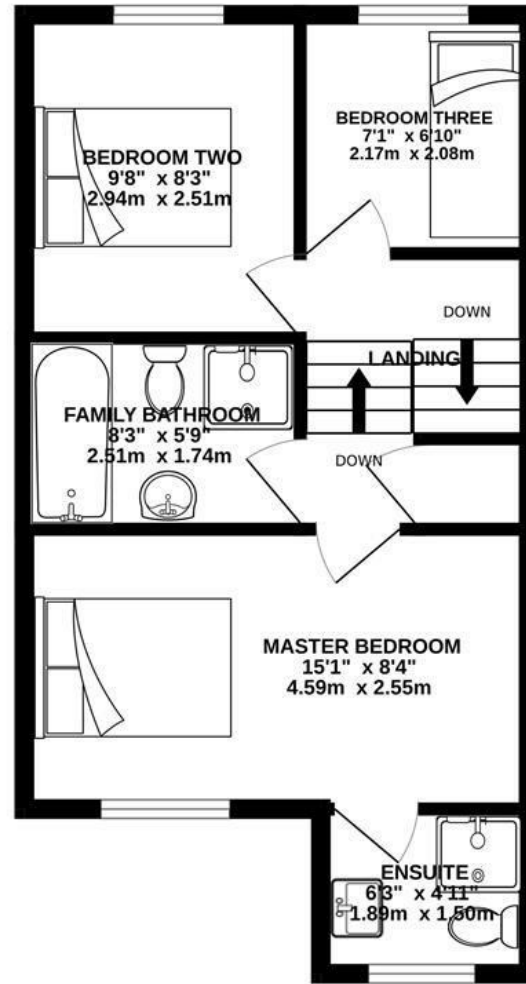 BEDROOM TWO
9'8" x 8'3"
2.94m x 2.51m
BEDROOM THREE
7'1" x 6'10"
2.17m x 2.08m
DOWN
LANDING
DOWN
FAMILY BATHROOM
8'3" x 5'9"
2.51m x 1.74m
MASTER BEDROOM
15'1" x 8'4"
4.59m x 2.55m
ENSUITE
6'3" x 4'11"
1.89m x 1.50m